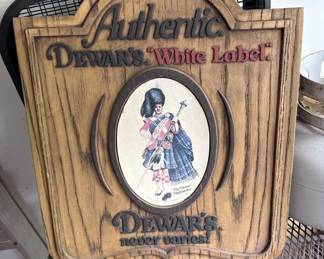 Authentic.
DEWAR'S. "White Label."
DEWAR'S.
never varies!